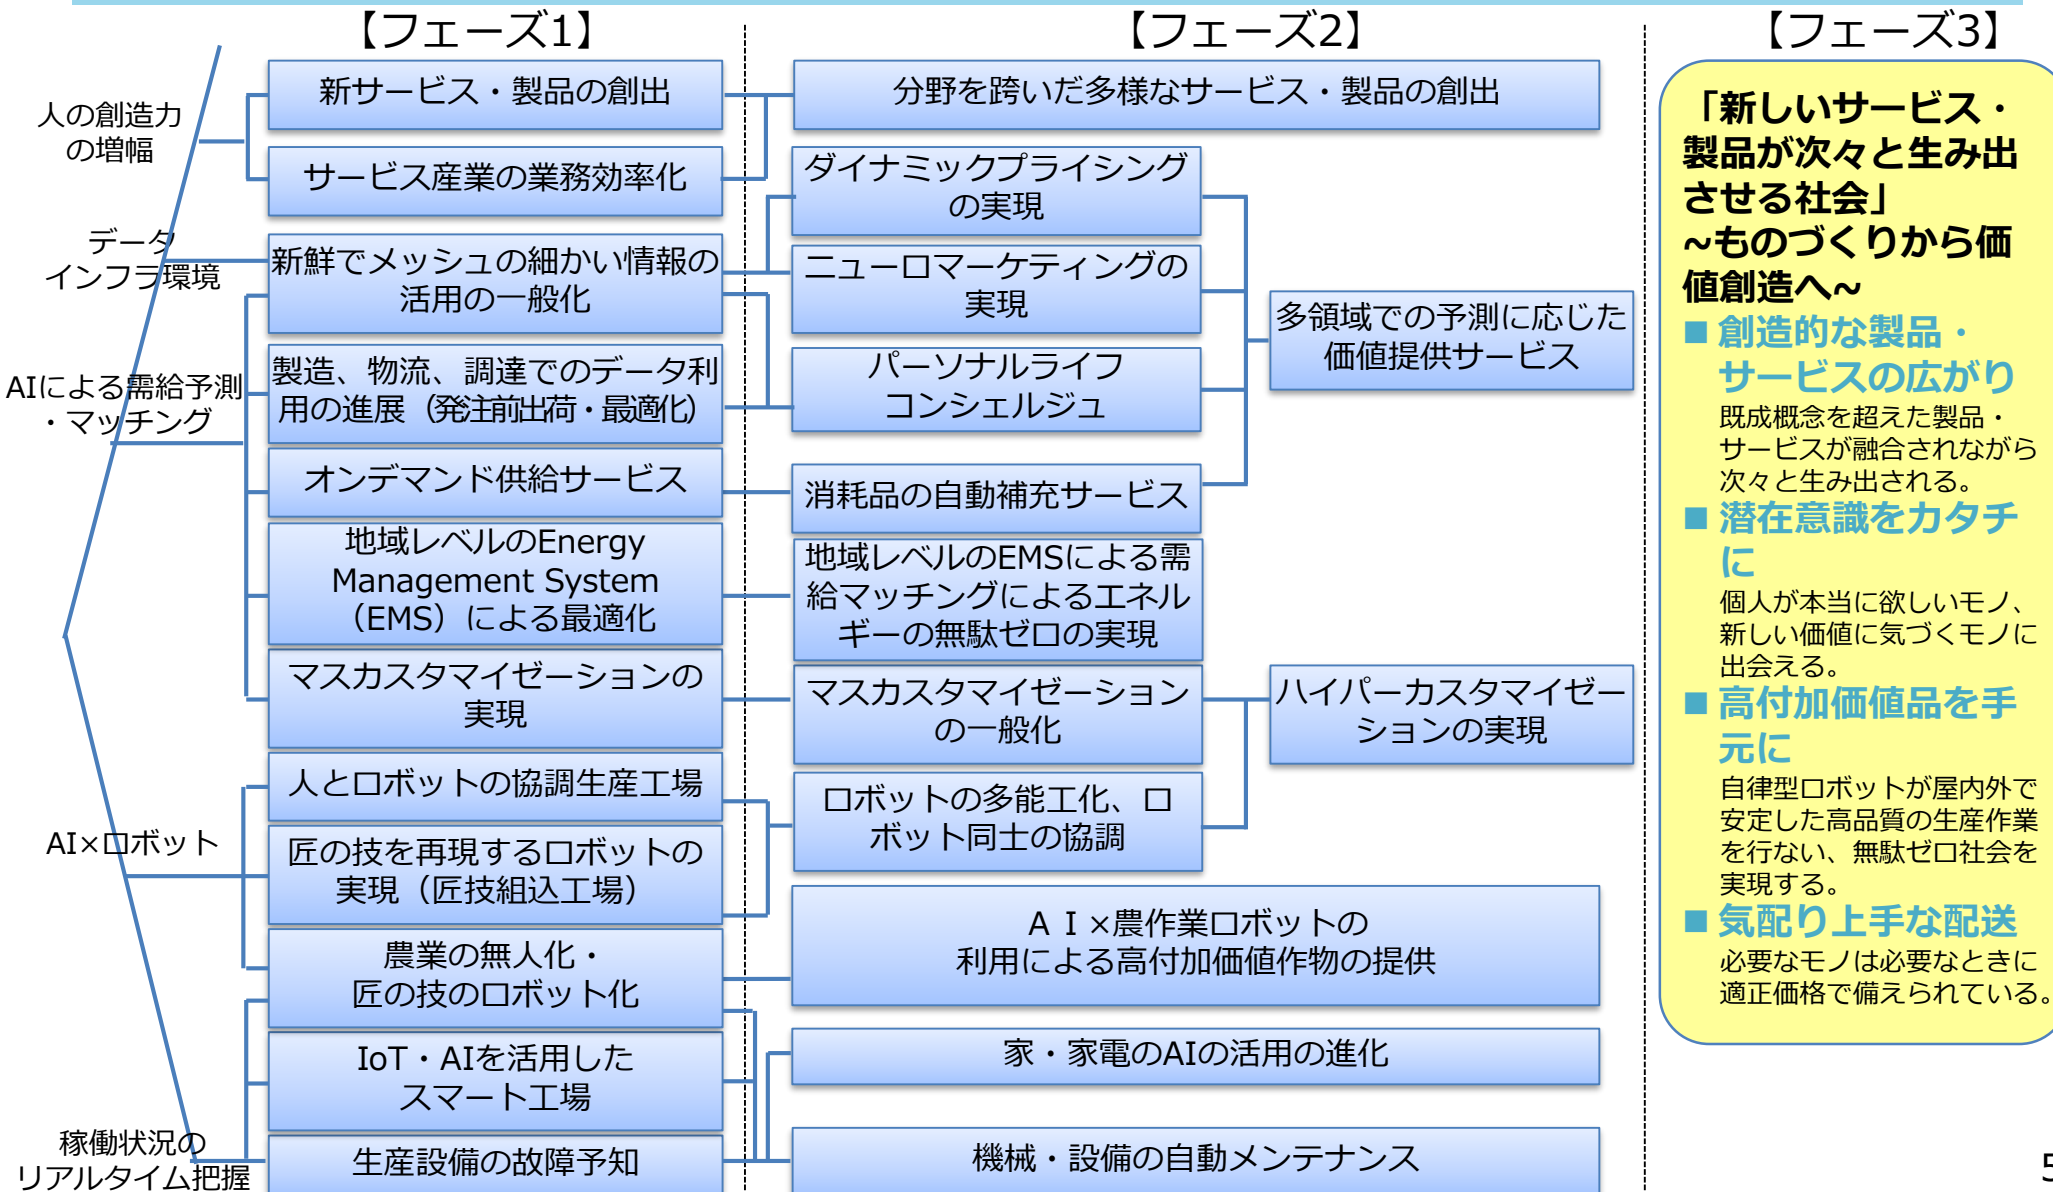 【フェーズ1】
【フェーズ2】
【フェーズ3】
人の創造力
の増幅
データ
インフラ環境
AIによる需給予測
・マッチング
AI×ロボット
稼働状況の
リアルタイム把握
新サービス・製品の創出
サービス産業の業務効率化
新鮮でメッシュの細かい情報の
活用の一般化
製造、物流、調達でのデータ利
用の進展（発注前出荷・最適化）
オンデマンド供給サービス
地域レベルのEnergy
Management System
（EMS）による最適化
マスカスタマイゼーションの
実現
人とロボットの協調生産工場
匠の技を再現するロボットの
実現（匠技組込工場）
農業の無人化・
匠の技のロボット化
IoT・AIを活用した
スマート工場
生産設備の故障予知
分野を跨いだ多様なサービス・製品の創出
ダイナミックプライシング
の実現
ニューロマーケティングの
実現
パーソナルライフ
コンシェルジュ
消耗品の自動補充サービス
地域レベルのEMSによる需
給マッチングによるエネル
ギーの無駄ゼロの実現
マスカスタマイゼーション
の一般化
ロボットの多能工化、ロ
ボット同士の協調
ＡＩ×農作業ロボットの
利用による高付加価値作物の提供
家・家電のAIの活用の進化
機械・設備の自動メンテナンス
多領域での予測に応じた
価値提供サービス
ハイパーカスタマイゼー
ションの実現
「新しいサービス・
製品が次々と生み出
させる社会」
~ものづくりから価
値創造へ~
■ 創造的な製品・
サービスの広がり
既成概念を超えた製品・
サービスが融合されながら
次々と生み出される。
■ 潜在意識をカタチ
に
個人が本当に欲しいモノ、
新しい価値に気づくモノに
出会える。
■ 高付加価値品を手
元に
自律型ロボットが屋内外で
安定した高品質の生産作業
を行ない、無駄ゼロ社会を
実現する。
■ 気配り上手な配送
必要なモノは必要なときに
適正価格で備えられている。
5